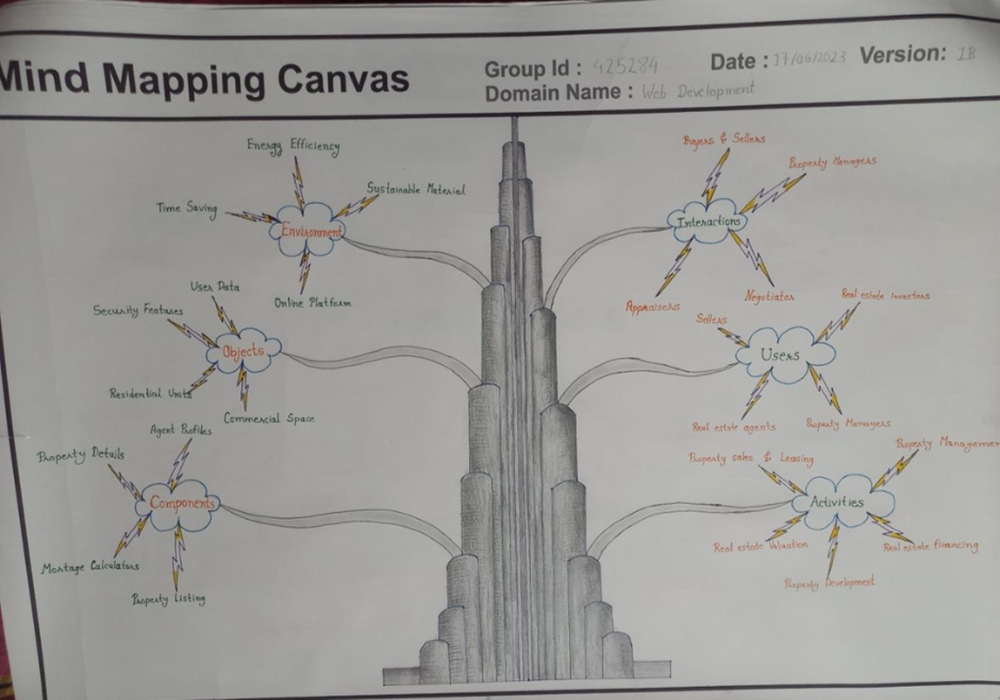 Mind Mapping Canvas
Group Id : 425284
Date : 17/06/2023
Version: 1.B
Domain Name : Web Development
Energy Efficiency
Sustainable Material
Time Saving
Environment
Online Platform
User Data
Security Features
Objects
Residential Units
Commercial Space
Agent Profiles
Property Details
Components
Mortage Calculators
Property Listing
Buyers & Sellers
Property Managers
Interactions
Appraisers
Negotiator
Real estate Investors
Sellers
Users
Real estate agents
Property Managers
Property sales & Leasing
Property Managemen
Activities
Real estate Valuation
Real estate financing
Property Development